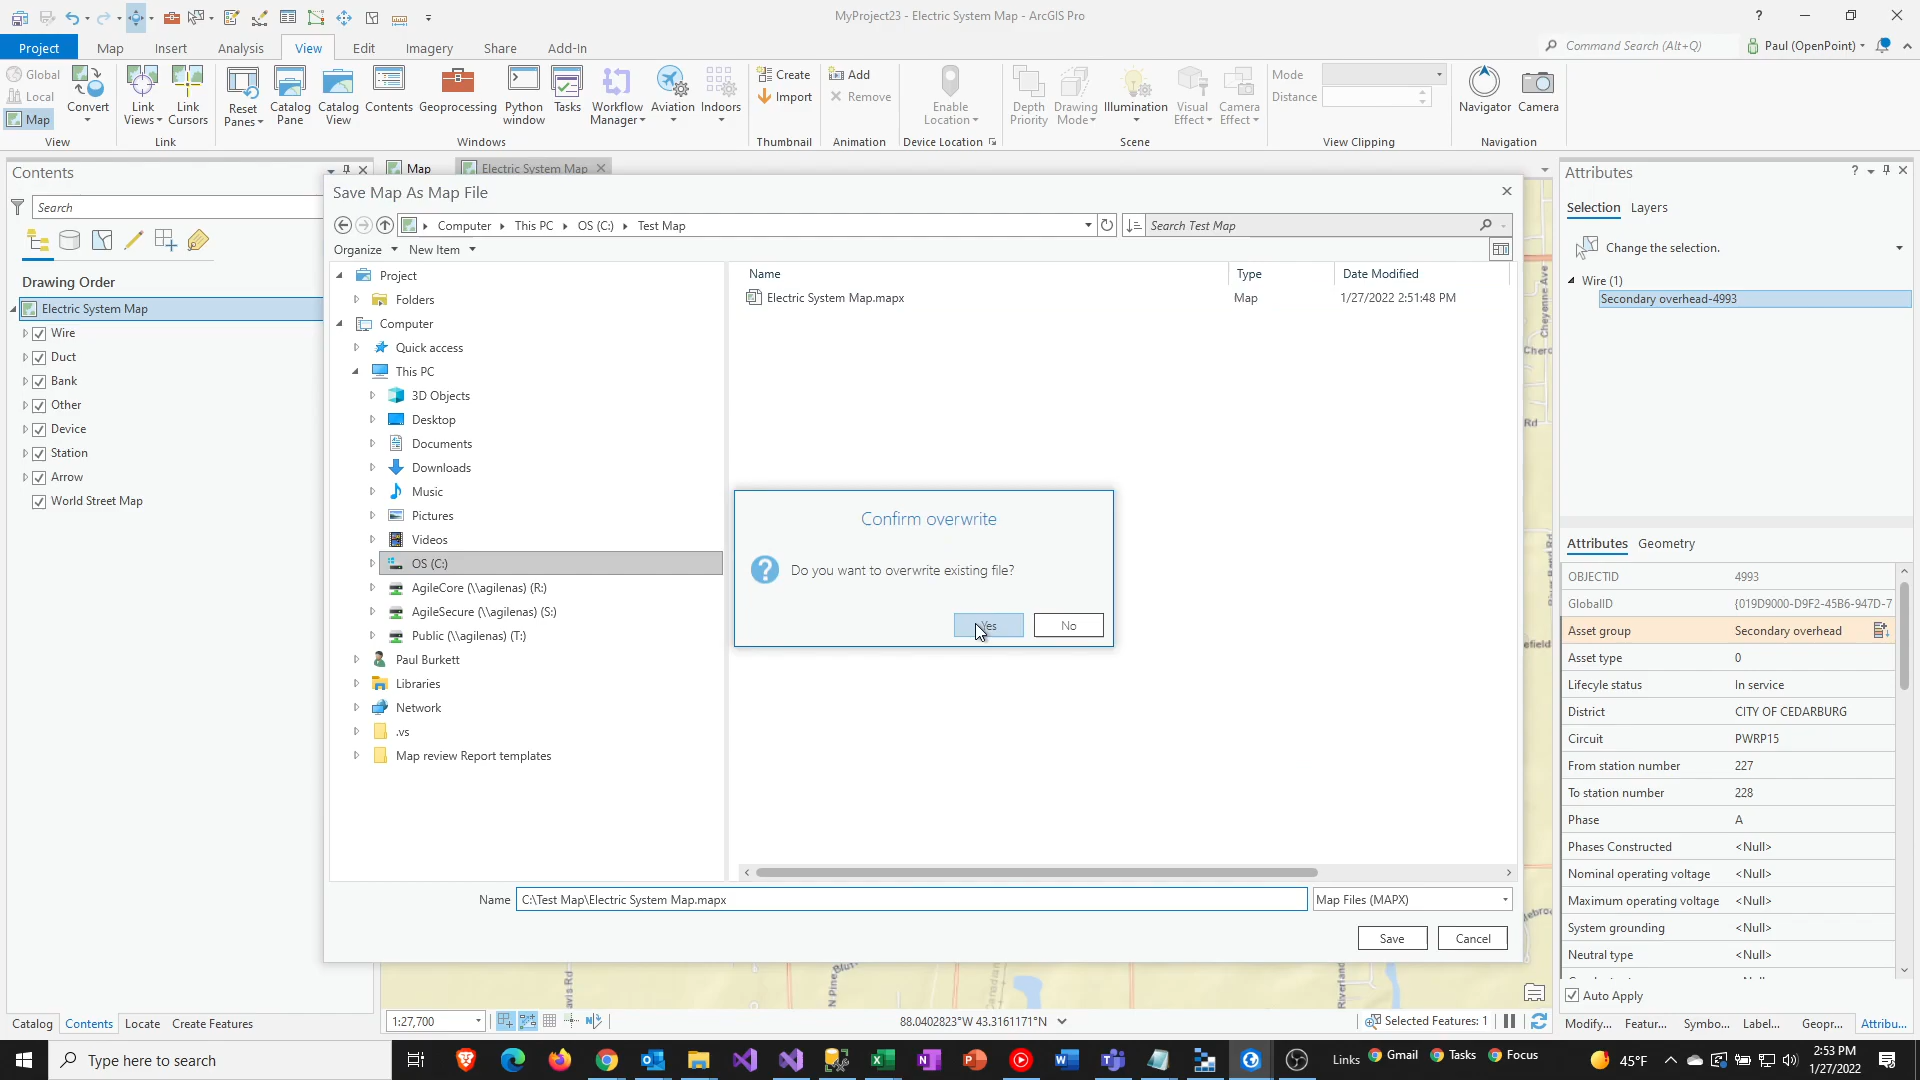 MyProject23 - Electric System Map - ArcGIS Pro
?
Project
Map
Insert
Analysis
View
Edit
Imagery
Share
Add-In
Command Search (Alt+Q)
Paul (OpenPoint)
Global
Local
Map
Convert
Link Views
Link Cursors
Reset Panes
Catalog Pane
Catalog View
Contents
Geoprocessing
Python window
Tasks
Workflow Manager
Aviation
Indoors
Create
Import
Add
Remove
Enable Location
Depth Priority
Drawing Mode
Illumination
Visual Effect
Camera Effect
Mode
Distance
Navigator
Camera
View
Link
Windows
Thumbnail
Animation
Device Location
Scene
View Clipping
Navigation
Contents
Search
Drawing Order
Electric System Map
Wire
Duct
Bank
Other
Device
Station
Arrow
World Street Map
Map
Electric System Map
Save Map As Map File
Computer
This PC
OS (C:)
Test Map
Search Test Map
Organize
New Item
Project
Folders
Computer
Quick access
This PC
3D Objects
Desktop
Documents
Downloads
Music
Pictures
Videos
OS (C:)
AgileCore (\\agilenas) (R:)
AgileSecure (\\agilenas) (S:)
Public (\\agilenas) (T:)
Paul Burkett
Libraries
Network
.vs
Map review Report templates
Name
Type
Date Modified
Electric System Map.mapx
Map
1/27/2022 2:51:48 PM
Confirm overwrite
Do you want to overwrite existing file?
Yes
No
Name
C:\Test Map\Electric System Map.mapx
Map Files (MAPX)
Save
Cancel
Cheyenne Ave
Rd
Attributes
?
Selection
Layers
Change the selection.
Wire (1)
Secondary overhead-4993
Attributes
Geometry
OBJECTID 4993
GlobalID {019D9000-D9F2-45B6-947D-7
Asset group Secondary overhead
Asset type 0
Lifecyle status In service
District CITY OF CEDARBURG
Circuit PWRP15
From station number 227
To station number 228
Phase A
Phases Constructed <Null>
Nominal operating voltage <Null>
Maximum operating voltage <Null>
System grounding <Null>
Neutral type <Null>
Auto Apply
Catalog
Contents
Locate
Create Features
1:27,700
88.0402823°W 43.3161171°N
Selected Features: 1
Modify...
Featur...
Symbo...
Label...
Geopr...
Attribu...
Type here to search
Links
Gmail
Tasks
Focus
45°F
2:53 PM
1/27/2022